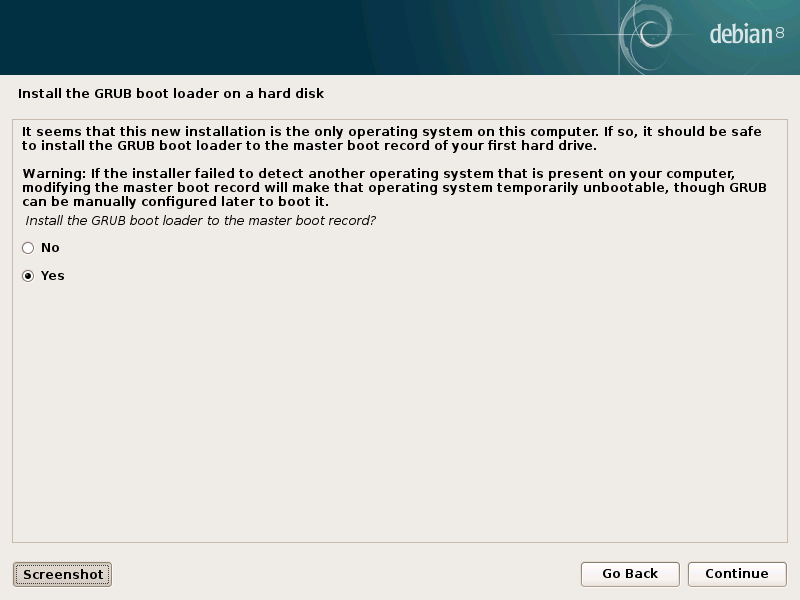 debian 8
Install the GRUB boot loader on a hard disk
It seems that this new installation is the only operating system on this computer. If so, it should be safe
to install the GRUB boot loader to the master boot record of your first hard drive.
Warning: If the installer failed to detect another operating system that is present on your computer,
modifying the master boot record will make that operating system temporarily unbootable, though GRUB
can be manually configured later to boot it.
Install the GRUB boot loader to the master boot record?
No
Yes
Screenshot
Go Back
Continue